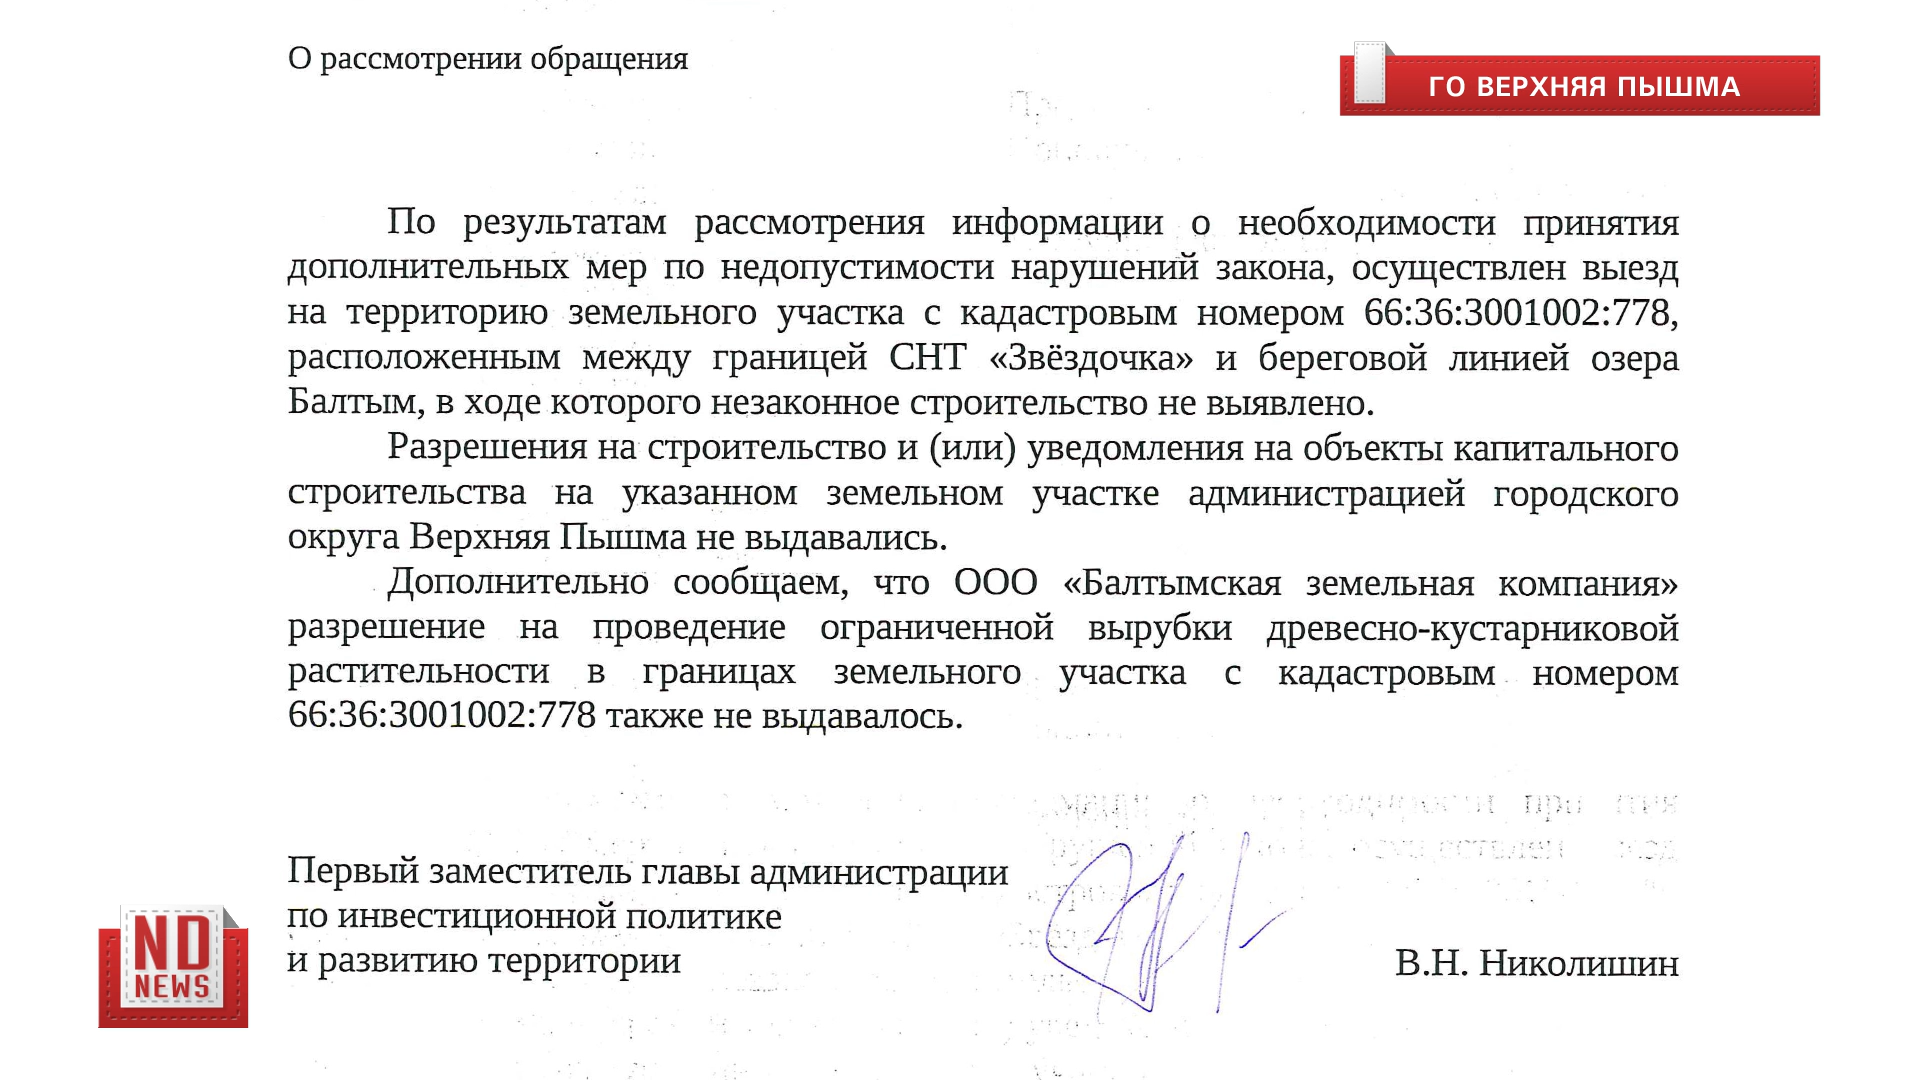 О рассмотрении обращения
ГО ВЕРХНЯЯ ПЫШМА
По результатам рассмотрения информации о необходимости принятия
дополнительных мер по недопустимости нарушений закона, осуществлен выезд
на территорию земельного участка с кадастровым номером 66:36:3001002:778,
расположенным между границей СНТ «Звёздочка» и береговой линией озера
Балтым, в ходе которого незаконное строительство не выявлено.
Разрешения на строительство и (или) уведомления на объекты капитального
строительства на указанном земельном участке администрацией городского
округа Верхняя Пышма не выдавались.
Дополнительно сообщаем, что ООО «Балтымская земельная компания»
разрешение на проведение ограниченной вырубки древесно-кустарниковой
растительности в границах земельного участка с кадастровым номером
66:36:3001002:778 также не выдавалось.
Первый заместитель главы администрации
по инвестиционной политике
и развитию территории
В.Н. Николишин
ND
NEWS